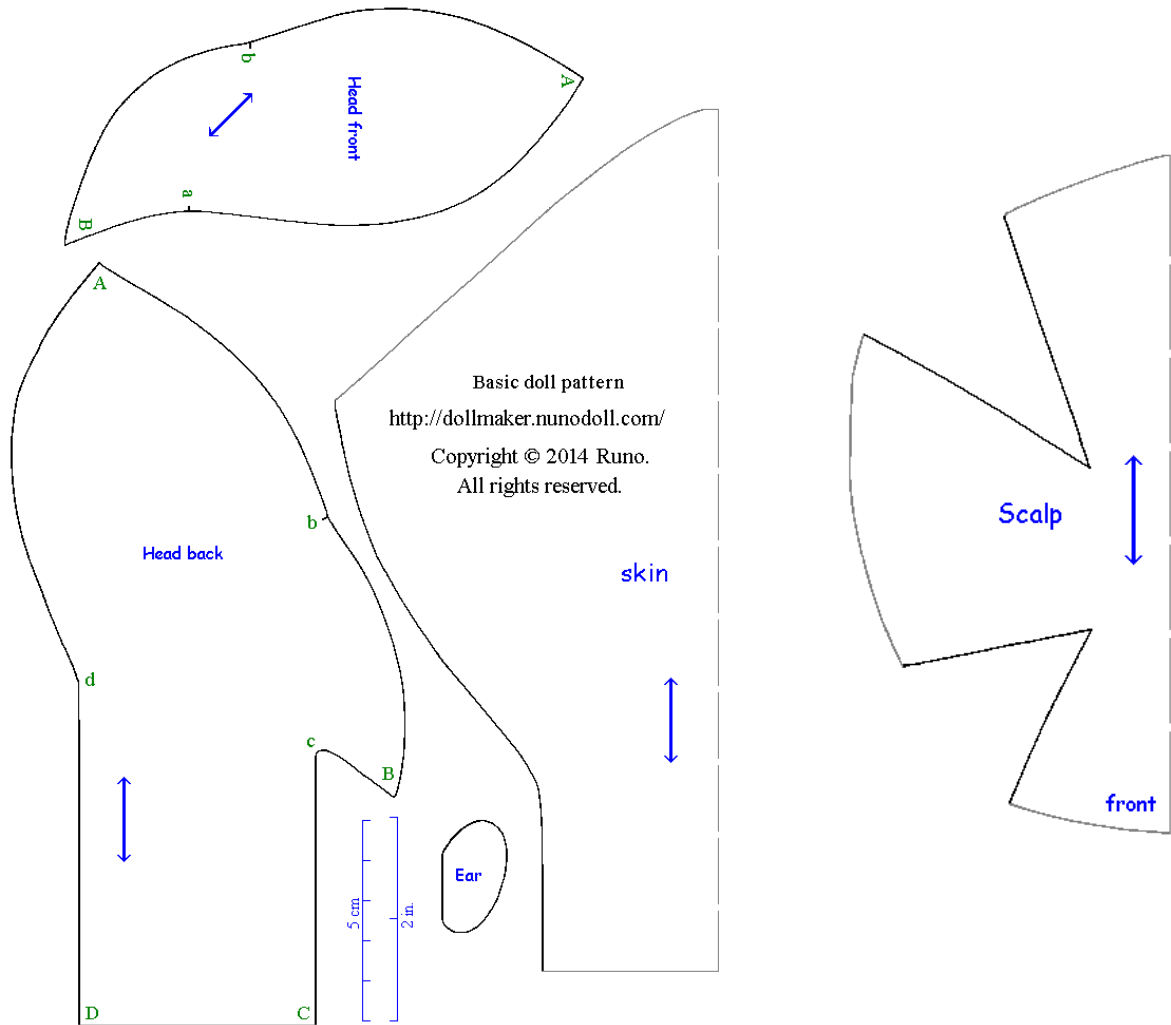 b
A
Head front
a
B
A
Basic doll pattern
http://dollmaker.nunodoll.com/
Copyright © 2014 Runo.
All rights reserved.
b
Head back
skin
Scalp
d
c
B
front
Ear
5 cm
2 in.
D
C